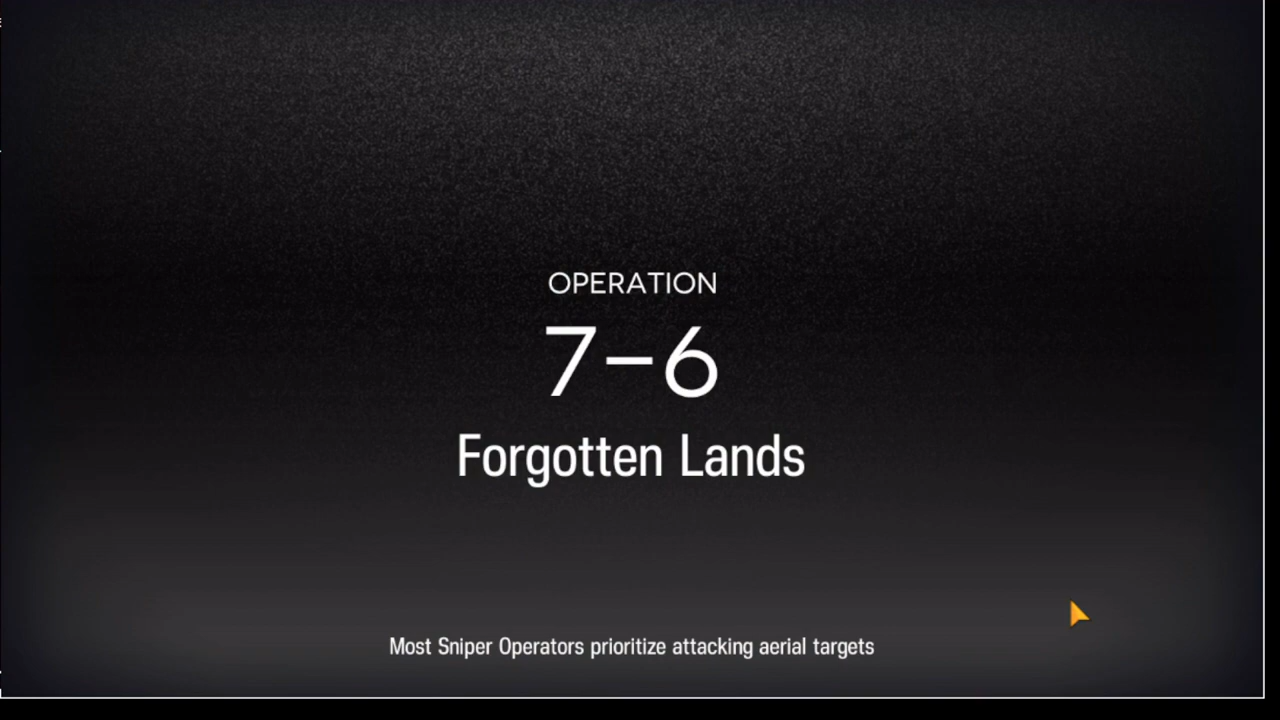 OPERATION
7-6
Forgotten Lands
Most Sniper Operators prioritize attacking aerial targets